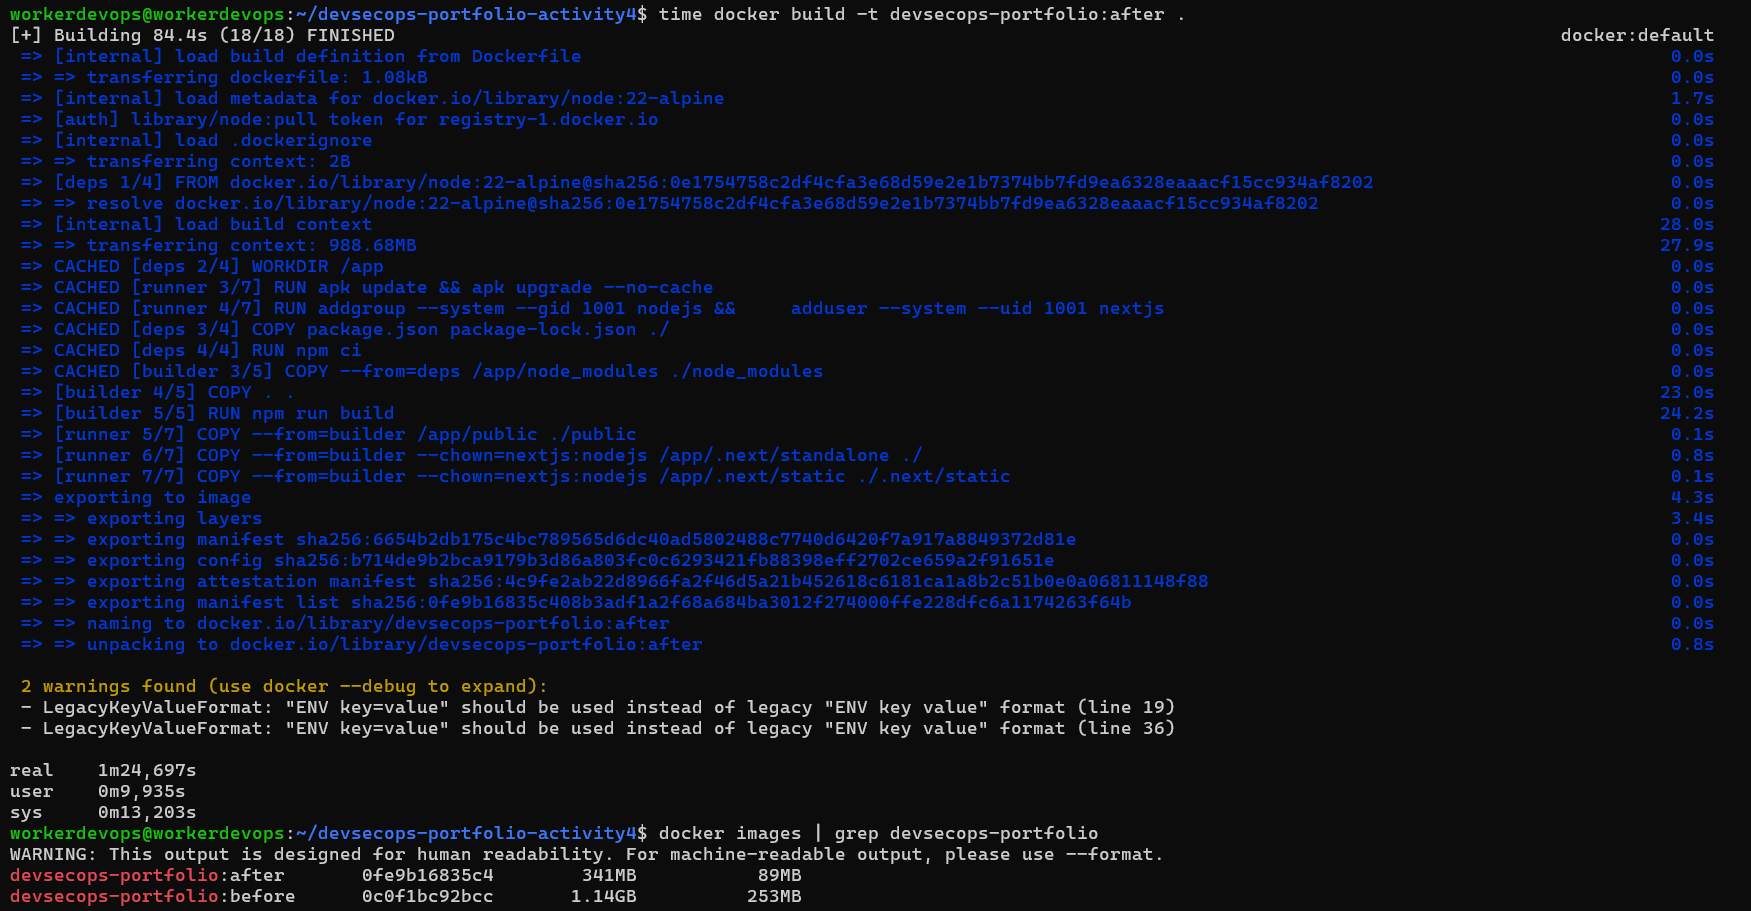 workerdevops@workerdevops:~/devsecops-portfolio-activity4$ time docker build -t devsecops-portfolio:after .
[+] Building 84.4s (18/18) FINISHED docker:default
=> [internal] load build definition from Dockerfile 0.0s
=> => transferring dockerfile: 1.08kB 0.0s
=> [internal] load metadata for docker.io/library/node:22-alpine 1.7s
=> [auth] library/node:pull token for registry-1.docker.io 0.0s
=> [internal] load .dockerignore 0.0s
=> => transferring context: 2B 0.0s
=> [deps 1/4] FROM docker.io/library/node:22-alpine@sha256:0e1754758c2df4cfa3e68d59e2e1b7374bb7fd9ea6328eaaacf15cc934af8202 0.0s
=> => resolve docker.io/library/node:22-alpine@sha256:0e1754758c2df4cfa3e68d59e2e1b7374bb7fd9ea6328eaaacf15cc934af8202 0.0s
=> [internal] load build context 28.0s
=> => transferring context: 988.68MB 27.9s
=> CACHED [deps 2/4] WORKDIR /app 0.0s
=> CACHED [runner 3/7] RUN apk update && apk upgrade --no-cache 0.0s
=> CACHED [runner 4/7] RUN addgroup --system --gid 1001 nodejs &&     adduser --system --uid 1001 nextjs 0.0s
=> CACHED [deps 3/4] COPY package.json package-lock.json ./ 0.0s
=> CACHED [deps 4/4] RUN npm ci 0.0s
=> CACHED [builder 3/5] COPY --from=deps /app/node_modules ./node_modules 0.0s
=> [builder 4/5] COPY . . 23.0s
=> [builder 5/5] RUN npm run build 24.2s
=> [runner 5/7] COPY --from=builder /app/public ./public 0.1s
=> [runner 6/7] COPY --from=builder --chown=nextjs:nodejs /app/.next/standalone ./ 0.8s
=> [runner 7/7] COPY --from=builder --chown=nextjs:nodejs /app/.next/static ./.next/static 0.1s
=> exporting to image 4.3s
=> => exporting layers 3.4s
=> => exporting manifest sha256:6654b2db175c4bc789565d6dc40ad5802488c7740d6420f7a917a8849372d81e 0.0s
=> => exporting config sha256:b714de9b2bca9179b3d86a803fc0c6293421fb88398eff2702ce659a2f91651e 0.0s
=> => exporting attestation manifest sha256:4c9fe2ab22d8966fa2f46d5a21b452618c6181ca1a8b2c51b0e0a06811148f88 0.0s
=> => exporting manifest list sha256:0fe9b16835c408b3adf1a2f68a684ba3012f274000ffe228dfc6a1174263f64b 0.0s
=> => naming to docker.io/library/devsecops-portfolio:after 0.0s
=> => unpacking to docker.io/library/devsecops-portfolio:after 0.8s
2 warnings found (use docker --debug to expand):
- LegacyKeyValueFormat: "ENV key=value" should be used instead of legacy "ENV key value" format (line 19)
- LegacyKeyValueFormat: "ENV key=value" should be used instead of legacy "ENV key value" format (line 36)
real 1m24,697s
user 0m9,935s
sys 0m13,203s
workerdevops@workerdevops:~/devsecops-portfolio-activity4$ docker images | grep devsecops-portfolio
WARNING: This output is designed for human readability. For machine-readable output, please use --format.
devsecops-portfolio:after 0fe9b16835c4 341MB 89MB
devsecops-portfolio:before 0c0f1bc92bcc 1.14GB 253MB